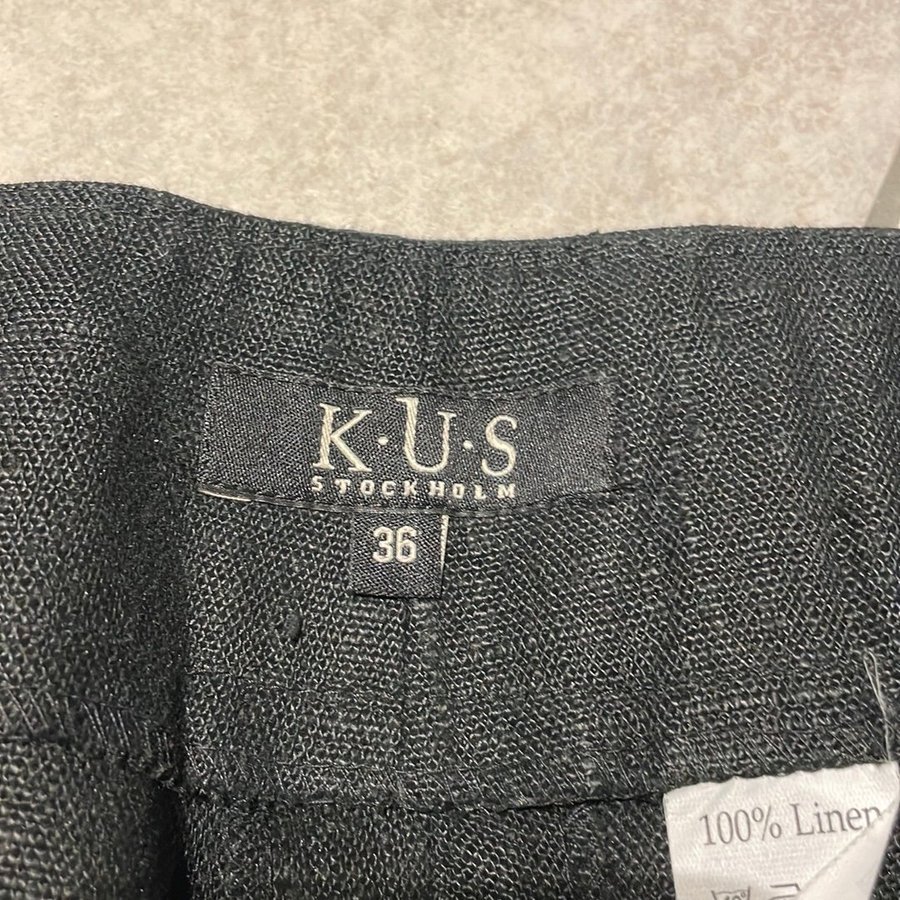 K·U·S
STOCKHOLM
36
100% Linen